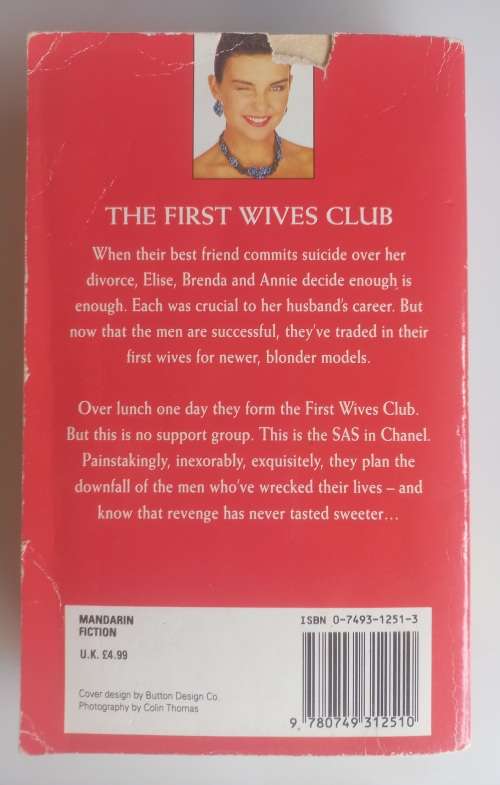 THE FIRST WIVES CLUB
When their best friend commits suicide over her
divorce, Elise, Brenda and Annie decide enough is
enough. Each was crucial to her husband's career. But
now that the men are successful, they've traded in their
first wives for newer, blonder models.
Over lunch one day they form the First Wives Club.
But this is no support group. This is the SAS in Chanel.
Painstakingly, inexorably, exquisitely, they plan the
downfall of the men who've wrecked their lives – and
know that revenge has never tasted sweeter...
MANDARIN
FICTION
U.K. £4.99
Cover design by Button Design Co.
Photography by Colin Thomas
ISBN 0-7493-1251-3
9 780749 312510